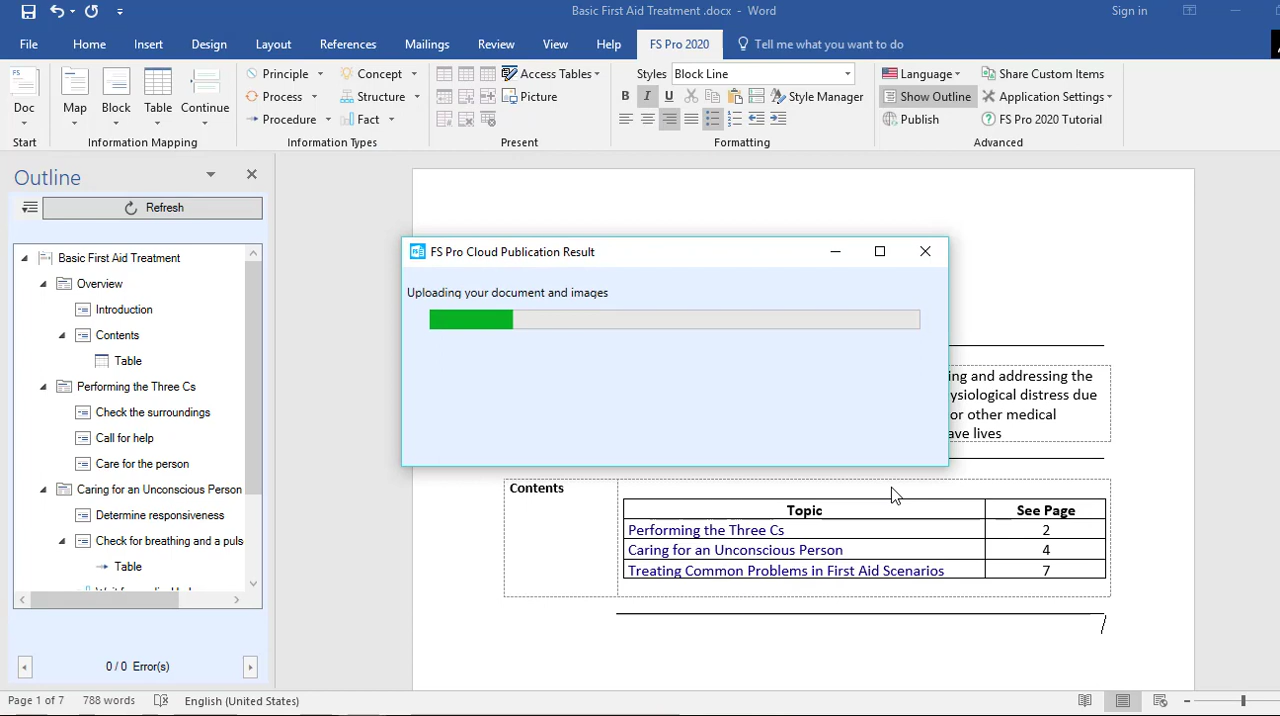 Basic First Aid Treatment .docx - Word
Sign in
File Home Insert Design Layout References Mailings Review View Help FS Pro 2020 Tell me what you want to do
FS
Doc
Start
Map Block Table Continue
Information Mapping
Principle Concept
Process Structure
Procedure Fact
Information Types
Access Tables
Picture
Present
Styles Block Line
B I U Style Manager
Formatting
Language Share Custom Items
Show Outline Application Settings
Publish FS Pro 2020 Tutorial
Advanced
Outline
Refresh
Basic First Aid Treatment
Overview
Introduction
Contents
Table
Performing the Three Cs
Check the surroundings
Call for help
Care for the person
Caring for an Unconscious Person
Determine responsiveness
Check for breathing and a puls
Table
0 / 0 Error(s)
FS Pro Cloud Publication Result
Uploading your document and images
ing and addressing the
ysiological distress due
or other medical
ave lives
Contents
Topic See Page
Performing the Three Cs 2
Caring for an Unconscious Person 4
Treating Common Problems in First Aid Scenarios 7
Page 1 of 7 788 words English (United States)